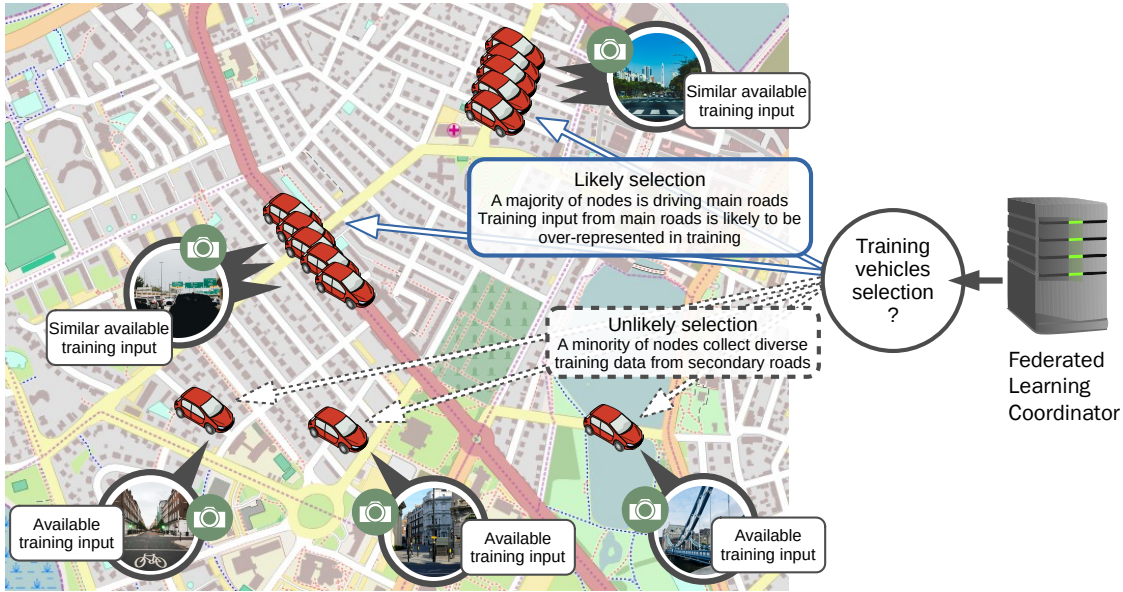 Similar available
training input
Likely selection
A majority of nodes is driving main roads
Training input from main roads is likely to be
over-represented in training
Training
vehicles
selection
?
Similar available
training input
Unlikely selection
A minority of nodes collect diverse
training data from secondary roads
Federated
Learning
Coordinator
Available
training input
Available
training input
Available
training input